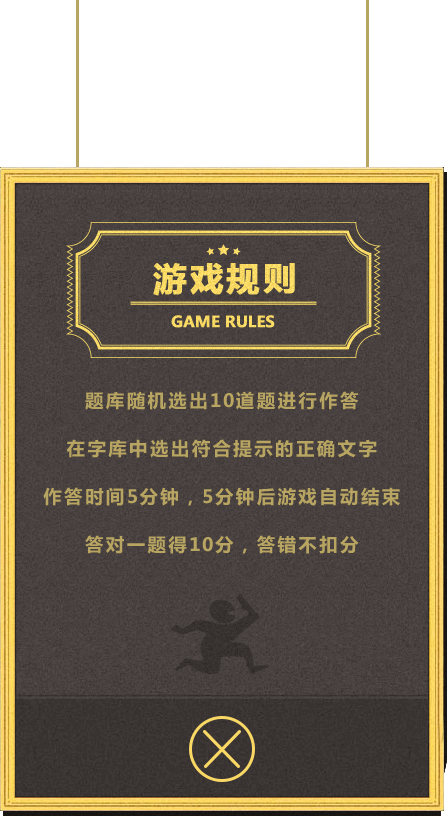 游戏规则
GAME RULES
题库随机选出10道题进行作答
在字库中选出符合提示的正确文字
作答时间5分钟，5分钟后游戏自动结束
答对一题得10分，答错不扣分